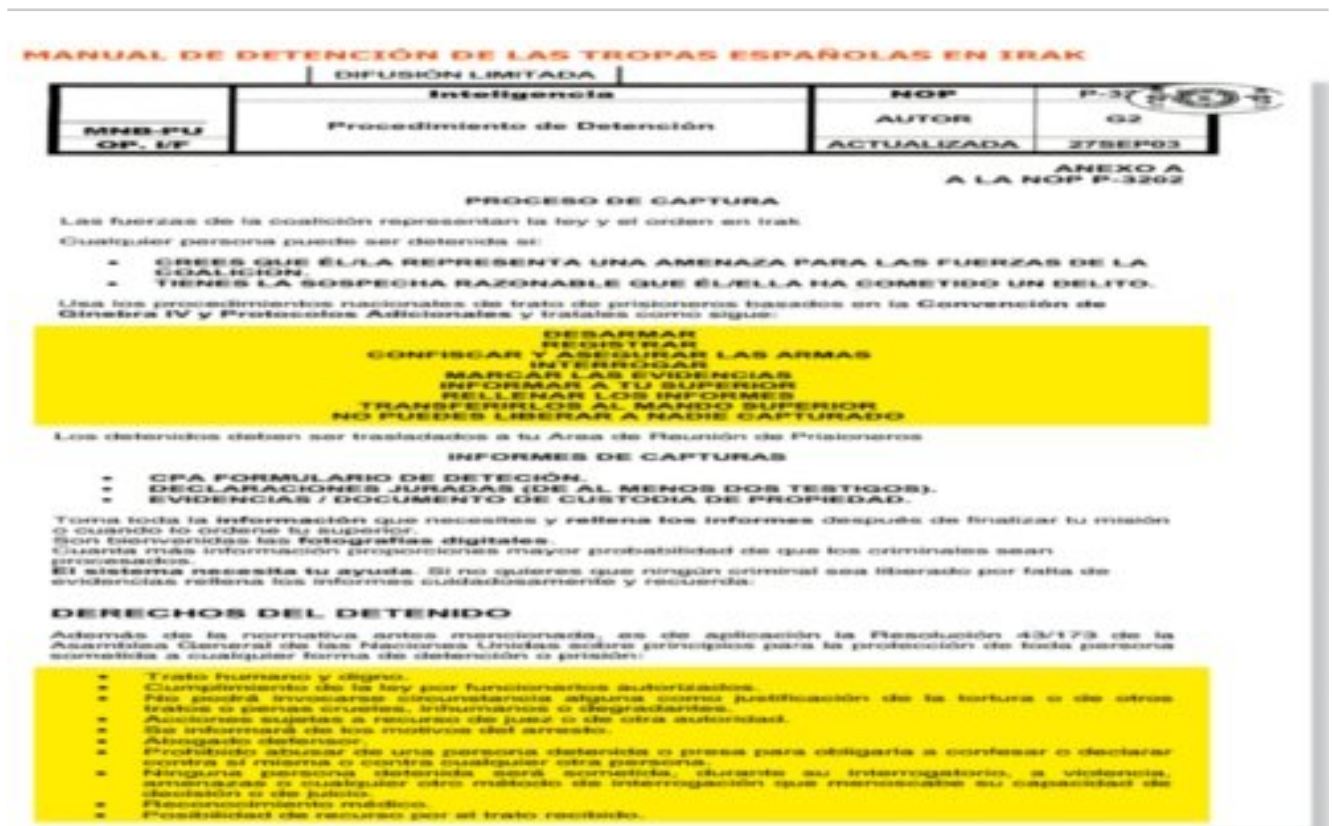 MANUAL DE DETENCIÓN DE LAS TROPAS ESPAÑOLAS EN IRAK
DIFUSIÓN LIMITADA
Inteligencia
NOP
MNB-PU
OP. I/F
Procedimiento de Detención
AUTOR
G2
ACTUALIZADA
27SEP03
ANEXO A
A LA NOP P-3202
PROCESO DE CAPTURA
Las fuerzas de la coalición representan la ley y el orden en Irak
Cualquier persona puede ser detenida si:
• CREES QUE ÉL/LA REPRESENTA UNA AMENAZA PARA LAS FUERZAS DE LA
COALICION.
• TIENES LA SOSPECHA RAZONABLE QUE ÉL/ELLA HA COMETIDO UN DELITO.
Usa los procedimientos nacionales de trato de prisioneros basados en la Convención de
Ginebra IV y Protocolos Adicionales y trátales como sigue:
DESARMAR
REGISTRAR
CONFISCAR Y ASEGURAR LAS ARMAS
INTERROGAR
MARCAR LAS EVIDENCIAS
INFORMAR A TU SUPERIOR
RELLENAR LOS INFORMES
TRANSFERIRLOS AL MANDO SUPERIOR
NO PUEDES LIBERAR A NADIE CAPTURADO
Los detenidos deben ser trasladados a tu Area de Reunión de Prisioneros
INFORMES DE CAPTURAS
• CPA FORMULARIO DE DETECIÓN.
• DECLARACIONES JURADAS (DE AL MENOS DOS TESTIGOS).
• EVIDENCIAS / DOCUMENTO DE CUSTODIA DE PROPIEDAD.
Toma toda la información que necesites y rellena los informes después de finalizar tu misión
o cuando lo ordene tu superior.
Son bienvenidas las fotografías digitales.
Cuanta más información proporciones mayor probabilidad de que los criminales sean
procesados.
El sistema necesita tu ayuda. Si no quieres que ningún criminal sea liberado por falta de
evidencias rellena los informes cuidadosamente y recuerda:
DERECHOS DEL DETENIDO
Además de la normativa antes mencionada, es de aplicación la Resolución 43/173 de la
Asamblea General de las Naciones Unidas sobre principios para la protección de toda persona
sometida a cualquier forma de detención o prisión:
• Trato humano y digno.
• Cumplimiento de la ley por funcionarios autorizados.
• No podrá invocarse circunstancia alguna como justificación de la tortura o de otros
tratos o penas crueles, inhumanos o degradantes.
• Acciones sujetas a recurso de juez o de otra autoridad.
• Se informará de los motivos del arresto.
• Abogado defensor.
• Prohibido abusar de una persona detenida o presa para obligarla a confesar o declarar
contra sí misma o contra cualquier otra persona.
• Ninguna persona detenida será sometida, durante su interrogatorio, a violencia,
amenazas o cualquier otro método de interrogación que menoscabe su capacidad de
decisión o de juicio.
• Reconocimiento médico.
• Posibilidad de recurso por el trato recibido.